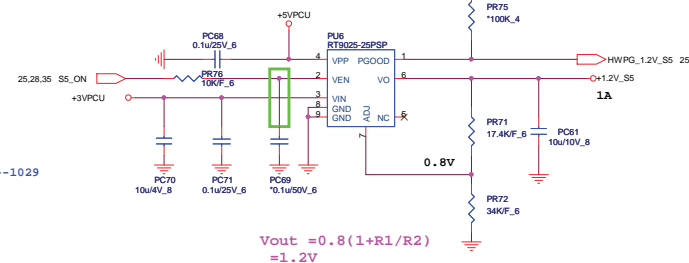 PR75
*100K_4
+5VPCU
PC68
0.1u/25V_6
PU6
RT9025-25PSP
4
VPP
PGOOD
1
HWPG_1.2V_S5
25
25,28,35
S5_ON
PR76
10K/F_6
2
VEN
VO
6
+1.2V_S5
1A
+3VPCU
3
VIN
8
GND
9
GND
ADJ
NC
5
7
PR71
17.4K/F_6
PC61
10u/10V_8
0.8V
--1029
PC70
10u/4V_8
PC71
0.1u/25V_6
PC69
*0.1u/50V_6
PR72
34K/F_6
Vout =0.8(1+R1/R2)
=1.2V